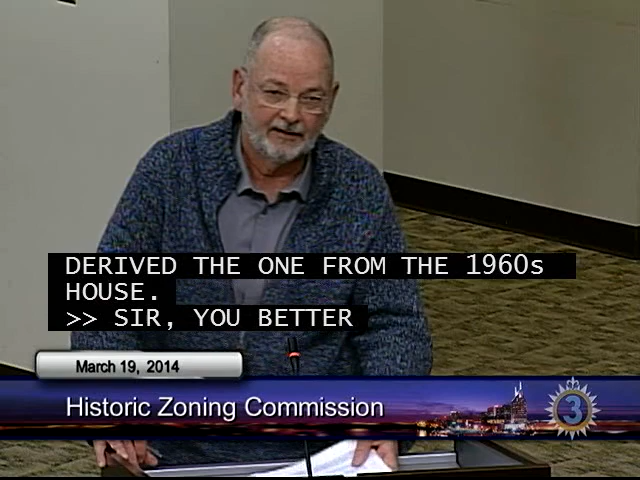 DERIVED THE ONE FROM THE 1960s
HOUSE.
>> SIR, YOU BETTER
March 19, 2014
Historic Zoning Commission
3